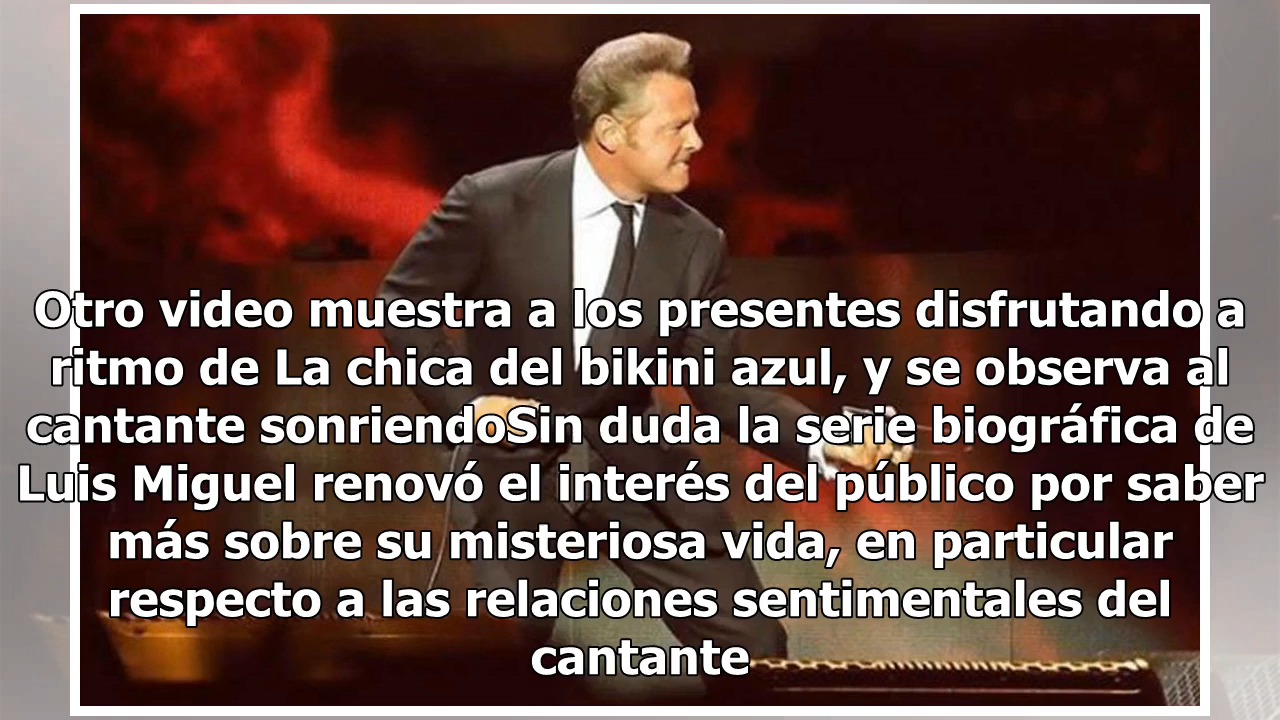 Otro video muestra a los presentes disfrutando a
ritmo de La chica del bikini azul, y se observa al
cantante sonriendoSin duda la serie biográfica de
Luis Miguel renovó el interés del público por saber
más sobre su misteriosa vida, en particular
respecto a las relaciones sentimentales del
cantante